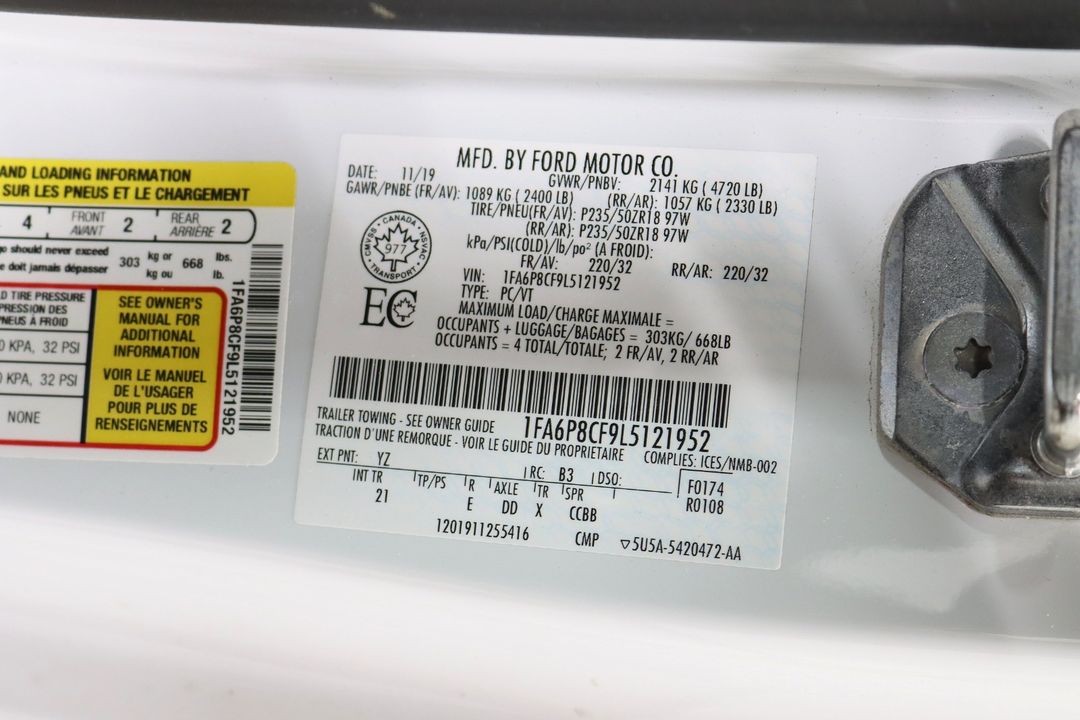 AND LOADING INFORMATION
SUR LES PNEUS ET LE CHARGEMENT
4 FRONT AVANT 2 REAR ARRIÈRE 2
go should never exceed 303 kg or 668 lbs.
e doit jamais dépasser kg ou lb.
D TIRE PRESSURE
PRESSION DES
NEUS À FROID
0 KPA, 32 PSI
0 KPA, 32 PSI
NONE
SEE OWNER'S
MANUAL FOR
ADDITIONAL
INFORMATION
VOIR LE MANUEL
DE L'USAGER
POUR PLUS DE
RENSEIGNEMENTS
1FA6P8CF9L5121952
MFD. BY FORD MOTOR CO.
DATE: 11/19 GVWR/PNBV: 2141 KG ( 4720 LB)
GAWR/PNBE (FR/AV): 1089 KG ( 2400 LB) (RR/AR): 1057 KG ( 2330 LB)
TIRE/PNEU(FR/AV): P235/50ZR18 97W
(RR/AR): P235/50ZR18 97W
kPa/PSI(COLD)/lb/po² (A FROID):
FR/AV: 220/32 RR/AR: 220/32
VIN: 1FA6P8CF9L5121952
TYPE: PC/VT
MAXIMUM LOAD/CHARGE MAXIMALE =
OCCUPANTS + LUGGAGE/BAGAGES = 303KG/ 668LB
OCCUPANTS = 4 TOTAL/TOTALE; 2 FR/AV, 2 RR/AR
CANADA
CMVSS
NSVAC
977
TRANSPORT
EC
TRAILER TOWING - SEE OWNER GUIDE 1FA6P8CF9L5121952
TRACTION D'UNE REMORQUE - VOIR LE GUIDE DU PROPRIETAIRE COMPLIES: ICES/NMB-002
EXT PNT: YZ RC: B3 DSO: F0174
INT TR TP/PS R AXLE TR SPR R0108
21 E DD X CCBB
1201911255416 CMP ▽5U5A-5420472-AA